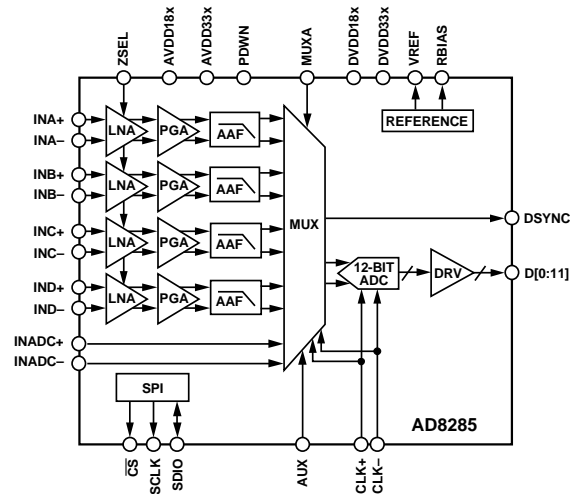 ZSEL
AVDD18x
AVDD33x
PDWN
MUXA
DVDD18x
DVDD33x
VREF
RBIAS
REFERENCE
INA+
INA–
LNA
PGA
AAF
INB+
INB–
LNA
PGA
AAF
INC+
INC–
LNA
PGA
AAF
IND+
IND–
LNA
PGA
AAF
MUX
DSYNC
12-BIT
ADC
DRV
D[0:11]
INADC+
INADC–
SPI
AD8285
CS
SCLK
SDIO
AUX
CLK+
CLK–